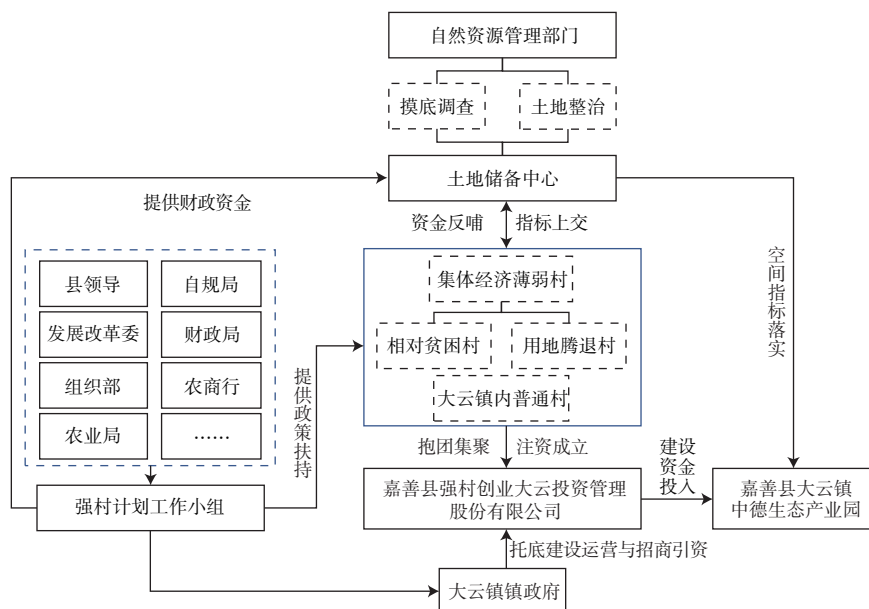 自然资源管理部门
摸底调查
土地整治
土地储备中心
提供财政资金
资金反哺
指标上交
县领导
自规局
发展改革委
财政局
组织部
农商行
农业局
……
集体经济薄弱村
相对贫困村
用地腾退村
大云镇内普通村
提供政策扶持
空间指标落实
抱团集聚
注资成立
强村计划工作小组
嘉善县强村创业大云投资管理
股份有限公司
建设
资金
投入
嘉善县大云镇
中德生态产业园
托底建设运营与招商引资
大云镇镇政府